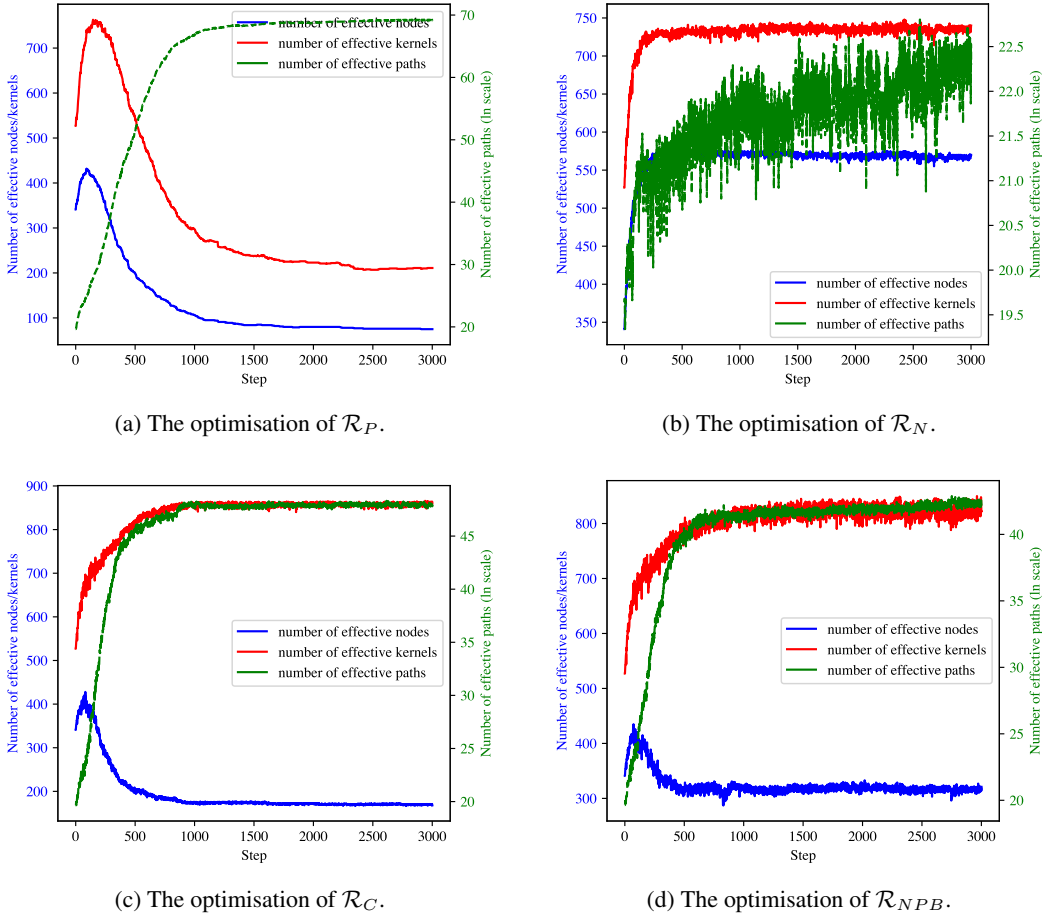 number of effective nodes
number of effective kernels
number of effective paths
Number of effective nodes/kernels
700
600
500
400
300
200
100
Number of effective paths (ln scale)
70
60
50
40
30
20
0 500 1000 1500 2000 2500 3000
Step
(a) The optimisation of $\mathcal{R}_P$.
Number of effective nodes/kernels
750
700
650
600
550
500
450
400
350
Number of effective paths (ln scale)
22.5
22.0
21.5
21.0
20.5
20.0
19.5
number of effective nodes
number of effective kernels
number of effective paths
0 500 1000 1500 2000 2500 3000
Step
(b) The optimisation of $\mathcal{R}_N$.
Number of effective nodes/kernels
900
800
700
600
500
400
300
200
Number of effective paths (ln scale)
45
40
35
30
25
20
number of effective nodes
number of effective kernels
number of effective paths
0 500 1000 1500 2000 2500 3000
Step
(c) The optimisation of $\mathcal{R}_C$.
Number of effective nodes/kernels
800
700
600
500
400
300
Number of effective paths (ln scale)
40
35
30
25
20
number of effective nodes
number of effective kernels
number of effective paths
0 500 1000 1500 2000 2500 3000
Step
(d) The optimisation of $\mathcal{R}_{NPB}$.